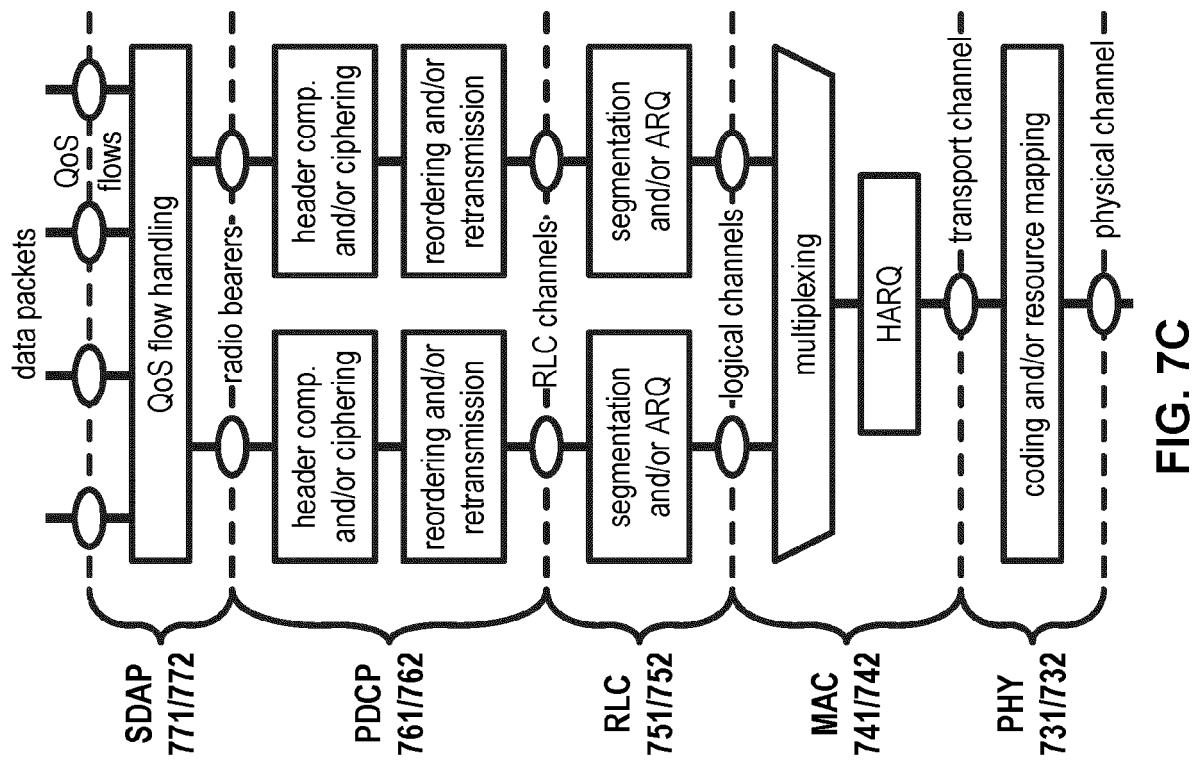 data packets
QoS
flows
SDAP
771/772
QoS flow handling
radio bearers
PDCP
761/762
header comp.
and/or ciphering
header comp.
and/or ciphering
reordering and/or
retransmission
reordering and/or
retransmission
RLC channels
RLC
751/752
segmentation
and/or ARQ
segmentation
and/or ARQ
logical channels
MAC
741/742
multiplexing
HARQ
transport channel
PHY
731/732
coding and/or resource mapping
physical channel
FIG. 7C